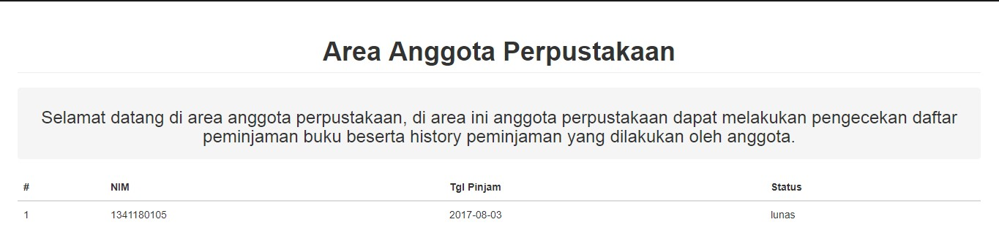 Area Anggota Perpustakaan
Selamat datang di area anggota perpustakaan, di area ini anggota perpustakaan dapat melakukan pengecekan daftar
peminjaman buku beserta history peminjaman yang dilakukan oleh anggota.
# NIM Tgl Pinjam Status
1 1341180105 2017-08-03 lunas